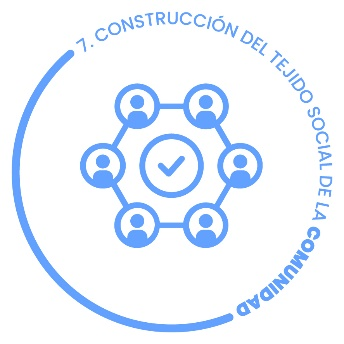 7. CONSTRUCCIÓN DEL TEJIDO SOCIAL DE LA COMUNIDAD